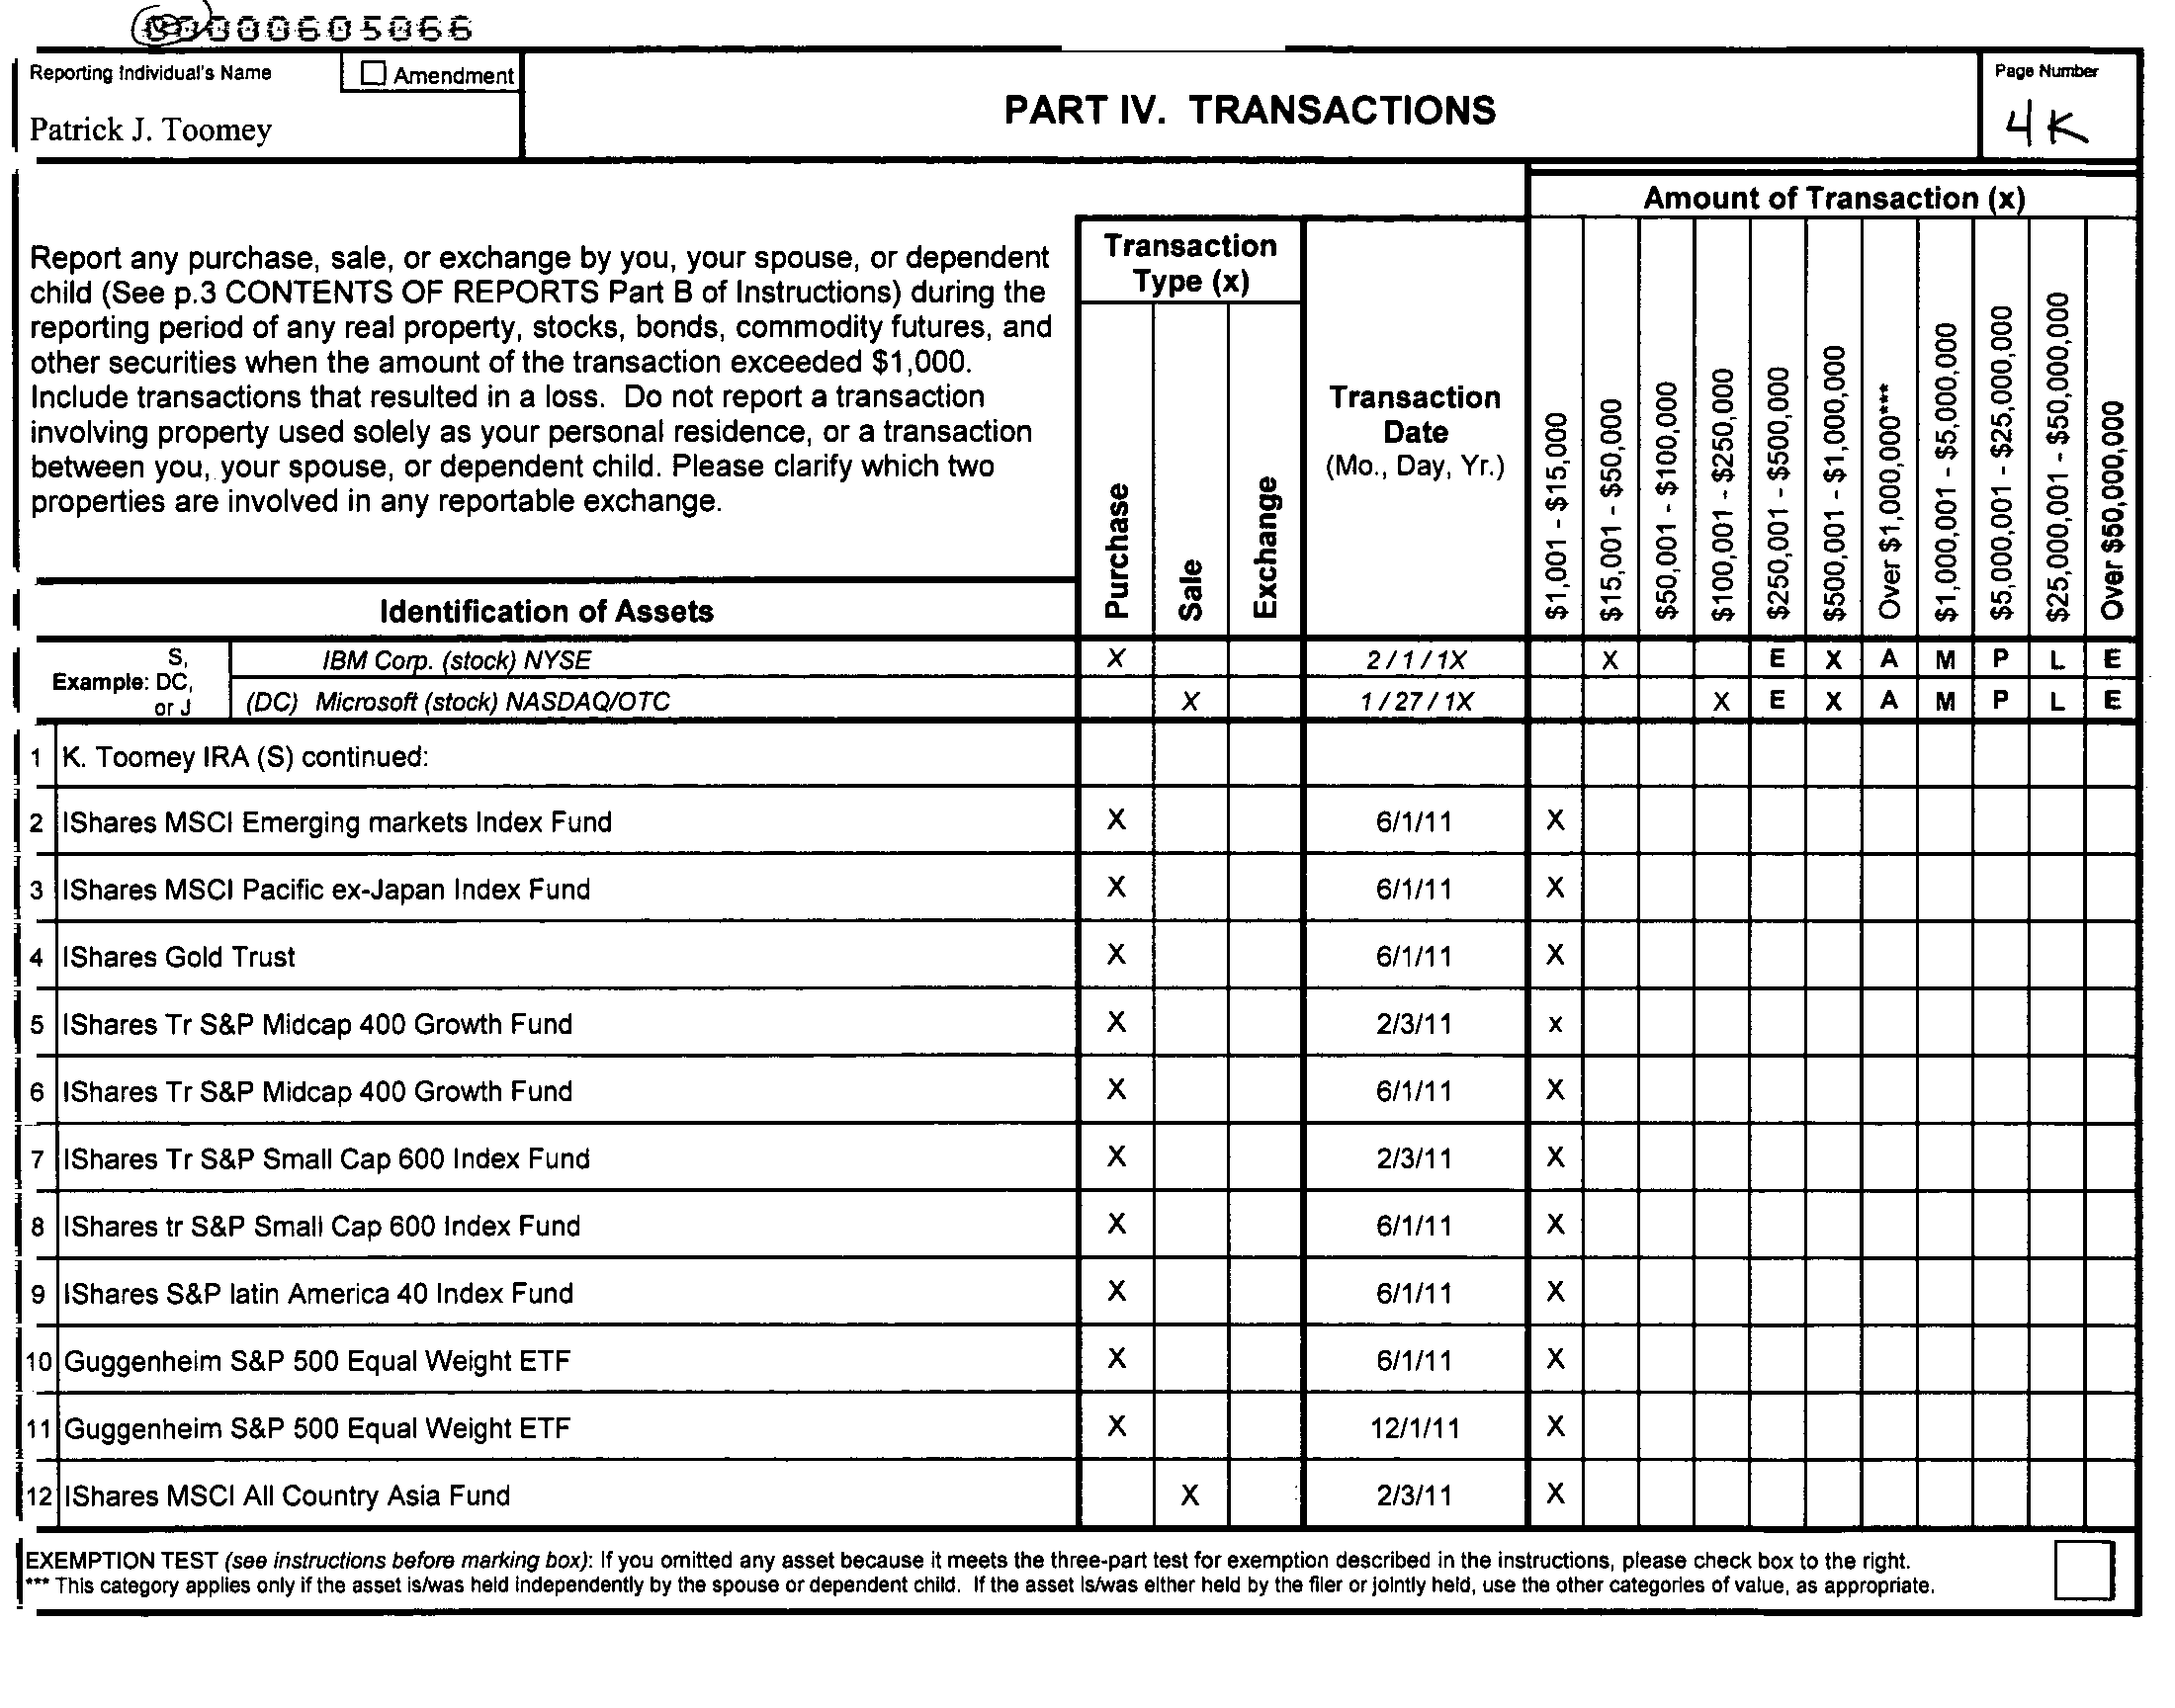 000000605066
Reporting Individual's Name
☐ Amendment
Patrick J. Toomey
PART IV. TRANSACTIONS
Page Number
4K
Amount of Transaction (x)
Report any purchase, sale, or exchange by you, your spouse, or dependent
child (See p.3 CONTENTS OF REPORTS Part B of Instructions) during the
reporting period of any real property, stocks, bonds, commodity futures, and
other securities when the amount of the transaction exceeded $1,000.
Include transactions that resulted in a loss. Do not report a transaction
involving property used solely as your personal residence, or a transaction
between you, your spouse, or dependent child. Please clarify which two
properties are involved in any reportable exchange.
Identification of Assets
Transaction
Type (x)
Purchase
Sale
Exchange
Transaction
Date
(Mo., Day, Yr.)
$1,001 - $15,000
$15,001 - $50,000
$50,001 - $100,000
$100,001 - $250,000
$250,001 - $500,000
$500,001 - $1,000,000
Over $1,000,000***
$1,000,001 - $5,000,000
$5,000,001 - $25,000,000
$25,000,001 - $50,000,000
Over $50,000,000
S,
Example: DC,
or J
IBM Corp. (stock) NYSE X 2 / 1 / 1X X E X A M P L E
(DC) Microsoft (stock) NASDAQ/OTC X 1 / 27 / 1X X E X A M P L E
1 K. Toomey IRA (S) continued:
2 IShares MSCI Emerging markets Index Fund X 6/1/11 X
3 IShares MSCI Pacific ex-Japan Index Fund X 6/1/11 X
4 IShares Gold Trust X 6/1/11 X
5 IShares Tr S&P Midcap 400 Growth Fund X 2/3/11 x
6 IShares Tr S&P Midcap 400 Growth Fund X 6/1/11 X
7 IShares Tr S&P Small Cap 600 Index Fund X 2/3/11 X
8 IShares tr S&P Small Cap 600 Index Fund X 6/1/11 X
9 IShares S&P latin America 40 Index Fund X 6/1/11 X
10 Guggenheim S&P 500 Equal Weight ETF X 6/1/11 X
11 Guggenheim S&P 500 Equal Weight ETF X 12/1/11 X
12 IShares MSCI All Country Asia Fund X 2/3/11 X
EXEMPTION TEST (see instructions before marking box): If you omitted any asset because it meets the three-part test for exemption described in the instructions, please check box to the right.
*** This category applies only if the asset is/was held independently by the spouse or dependent child. If the asset is/was either held by the filer or jointly held, use the other categories of value, as appropriate.